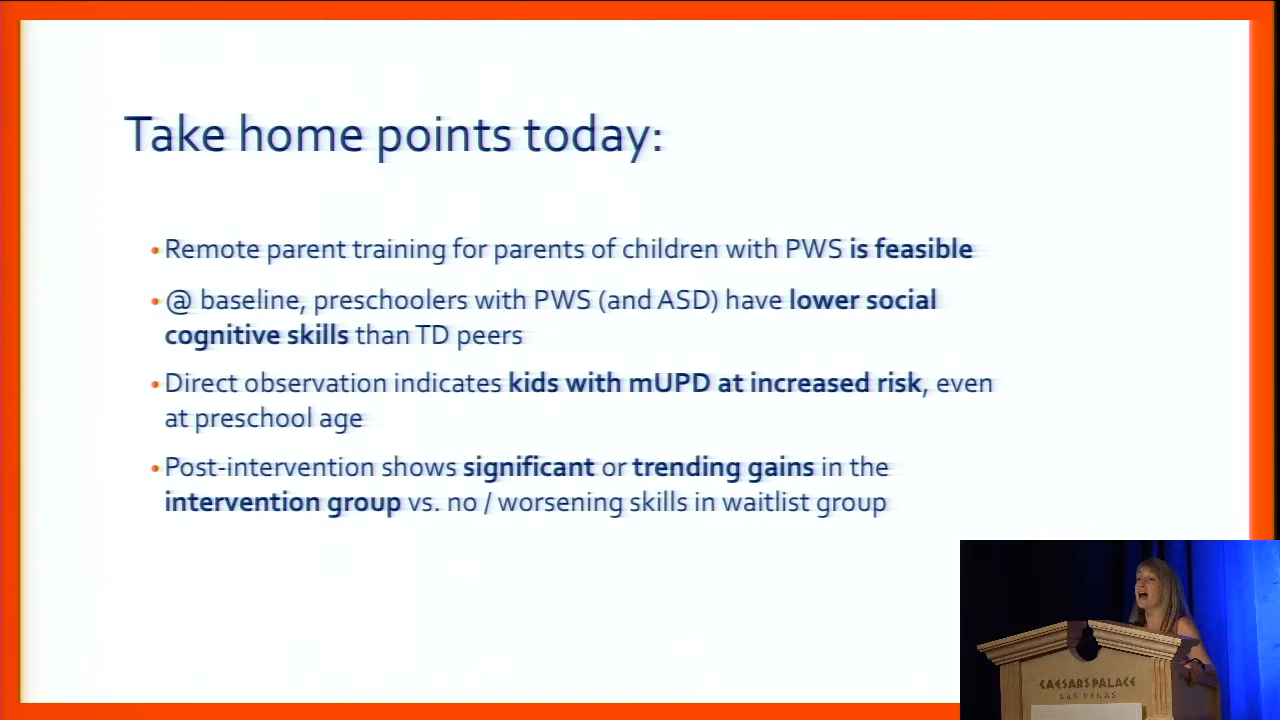 Take home points today:
• Remote parent training for parents of children with PWS is feasible
• @ baseline, preschoolers with PWS (and ASD) have lower social
cognitive skills than TD peers
• Direct observation indicates kids with mUPD at increased risk, even
at preschool age
• Post-intervention shows significant or trending gains in the
intervention group vs. no / worsening skills in waitlist group
CAESARS PALACE
LAS VEGAS